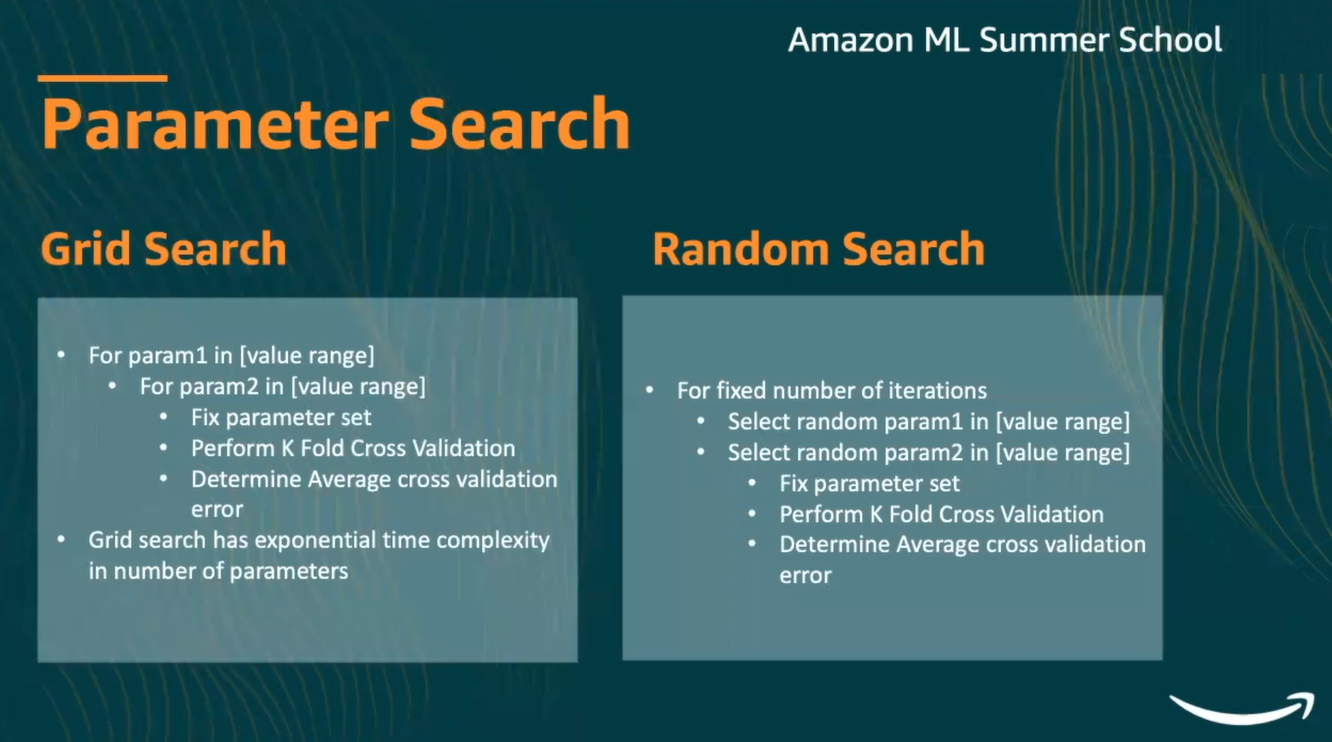 Amazon ML Summer School
Parameter Search
Grid Search
• For param1 in [value range]
• For param2 in [value range]
• Fix parameter set
• Perform K Fold Cross Validation
• Determine Average cross validation
error
• Grid search has exponential time complexity
in number of parameters
Random Search
• For fixed number of iterations
• Select random param1 in [value range]
• Select random param2 in [value range]
• Fix parameter set
• Perform K Fold Cross Validation
• Determine Average cross validation
error